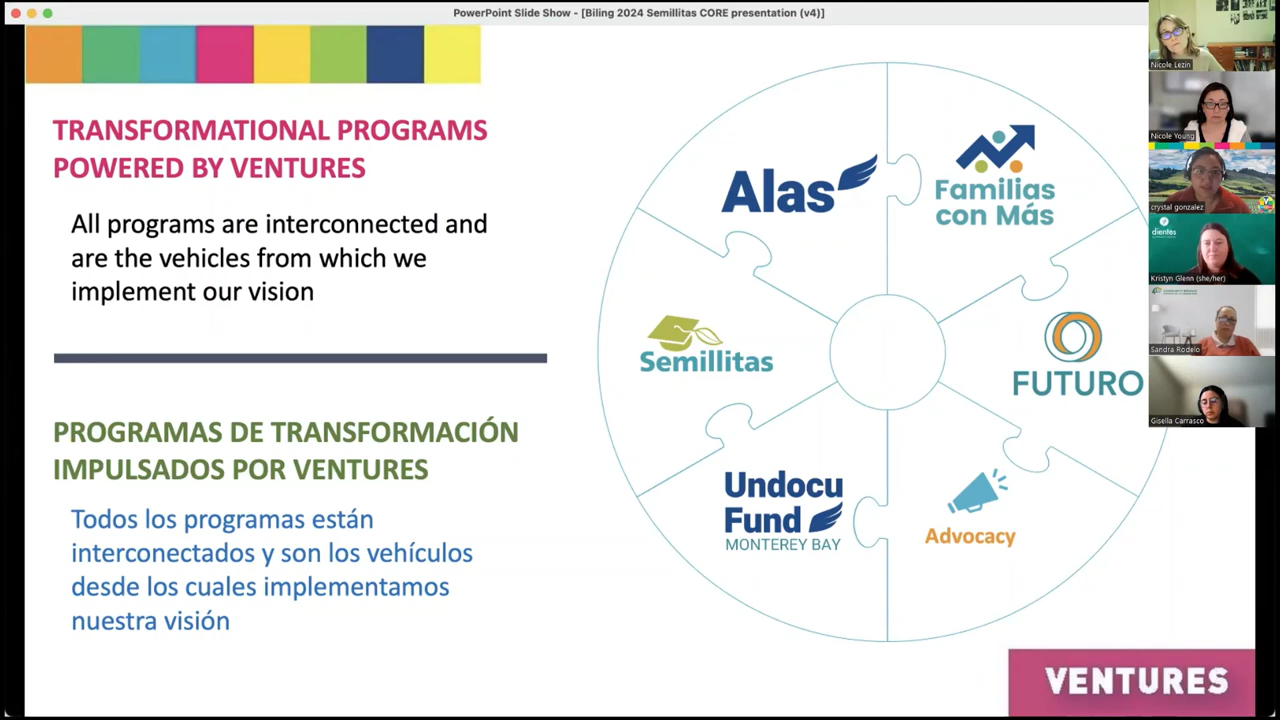 PowerPoint Slide Show - [Biling 2024 Semillitas CORE presentation (v4)]
TRANSFORMATIONAL PROGRAMS
POWERED BY VENTURES
All programs are interconnected and
are the vehicles from which we
implement our vision
PROGRAMAS DE TRANSFORMACIÓN
IMPULSADOS POR VENTURES
Todos los programas están
interconectados y son los vehículos
desde los cuales implementamos
nuestra visión
Alas
Familias
con Más
Semillitas
FUTURO
Undocu
Fund
MONTEREY BAY
Advocacy
VENTURES
Nicole Lezin
Nicole Young
crystal gonzalez
dientes
Kristyn Glenn (she/her)
Sandra Rodelo
Gisella Carrasco